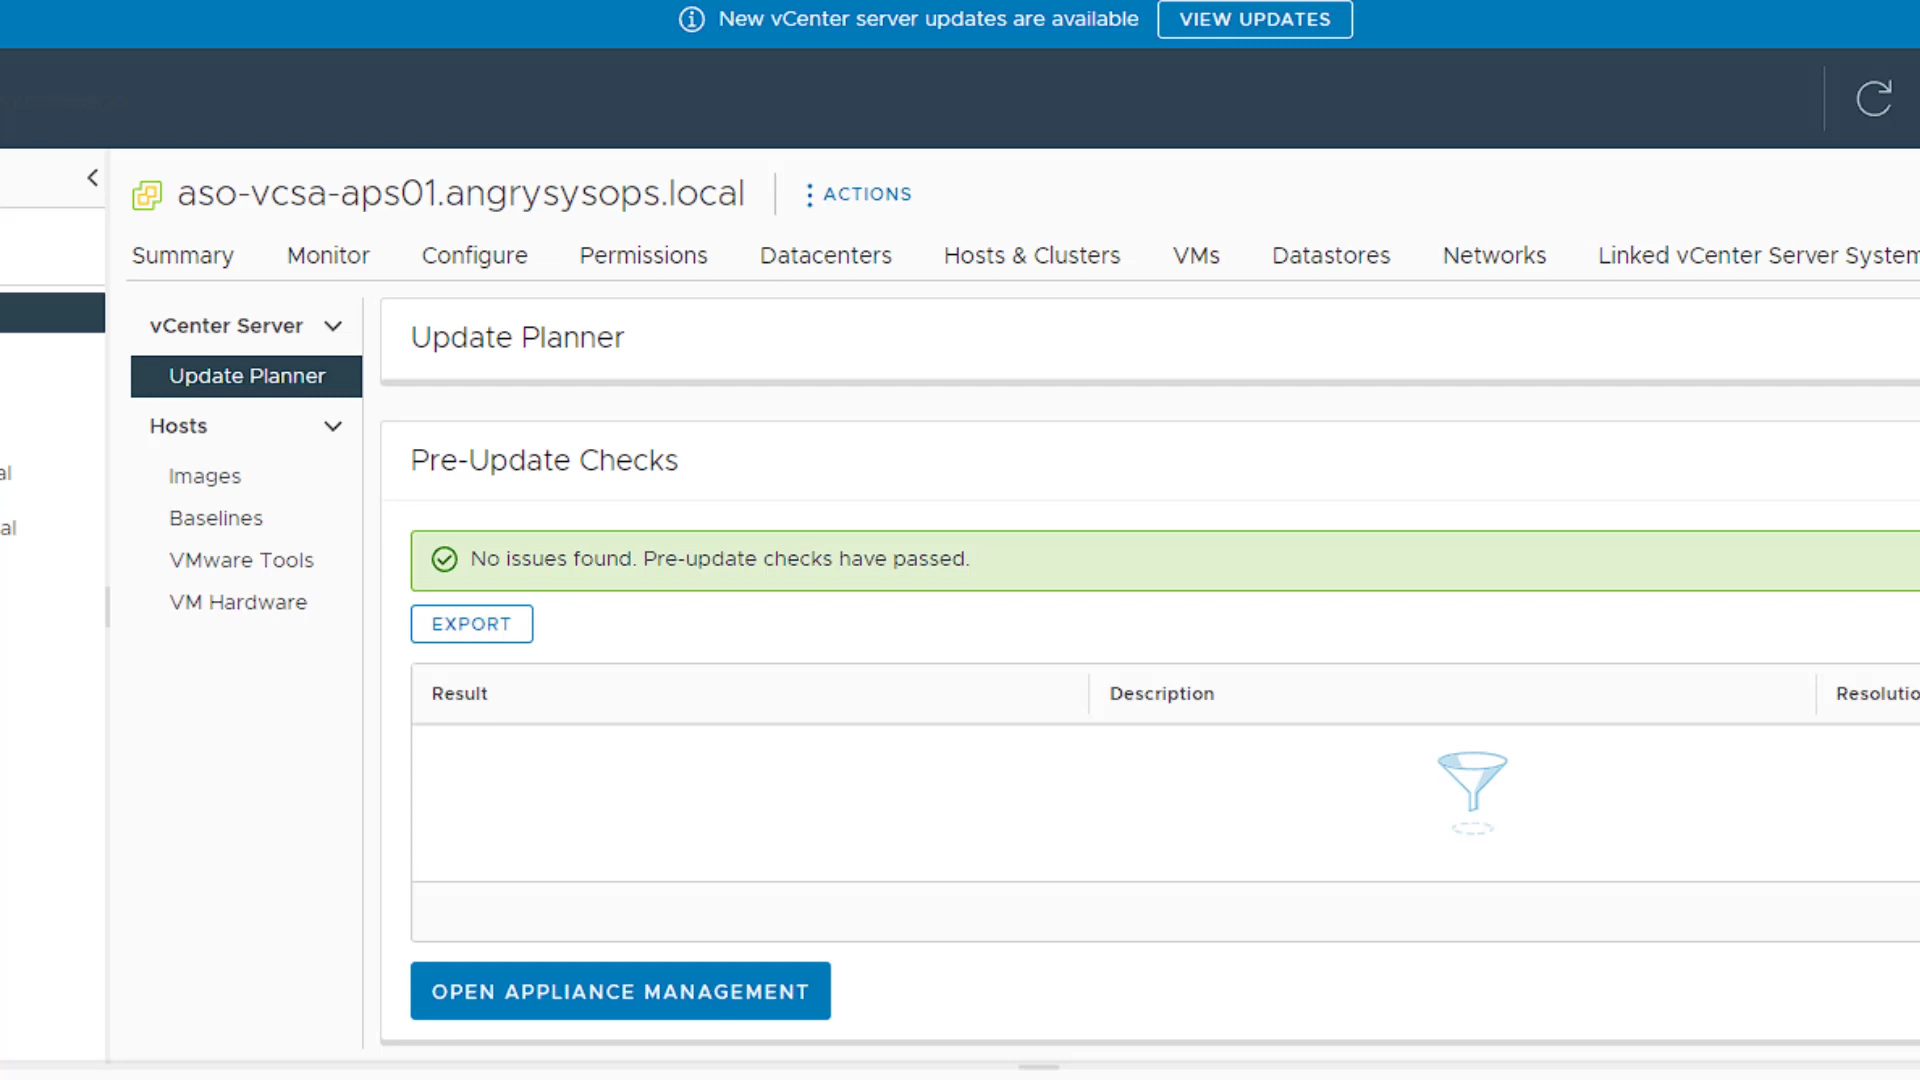 New vCenter server updates are available VIEW UPDATES
aso-vcsa-aps01.angrysysops.local ACTIONS
Summary Monitor Configure Permissions Datacenters Hosts & Clusters VMs Datastores Networks Linked vCenter Server System
vCenter Server
Update Planner
Hosts
Images
Baselines
VMware Tools
VM Hardware
al
al
Update Planner
Pre-Update Checks
No issues found. Pre-update checks have passed.
EXPORT
Result Description Resolutio
OPEN APPLIANCE MANAGEMENT